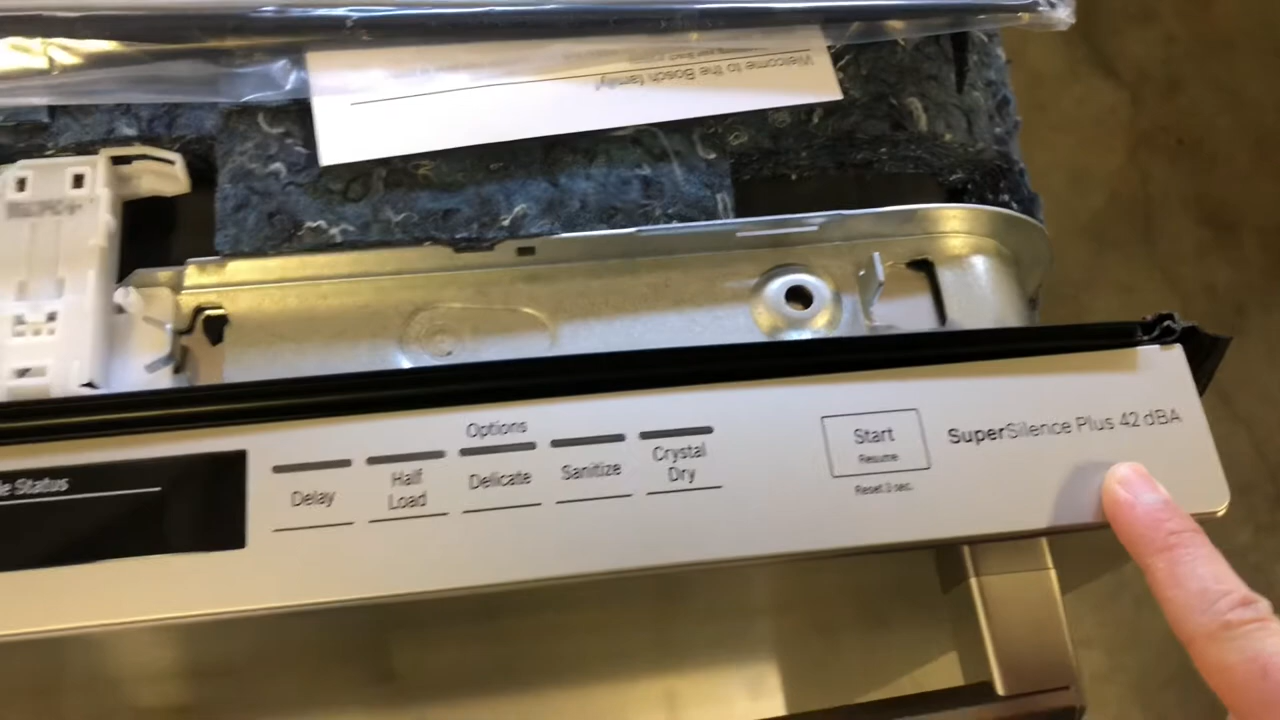 Welcome to the Bosch family!
le Status
Options
Delay
Half
Load
Delicate
Sanitize
Crystal
Dry
Start
Resume
Reset 3 sec.
SuperSilence Plus 42 dBA